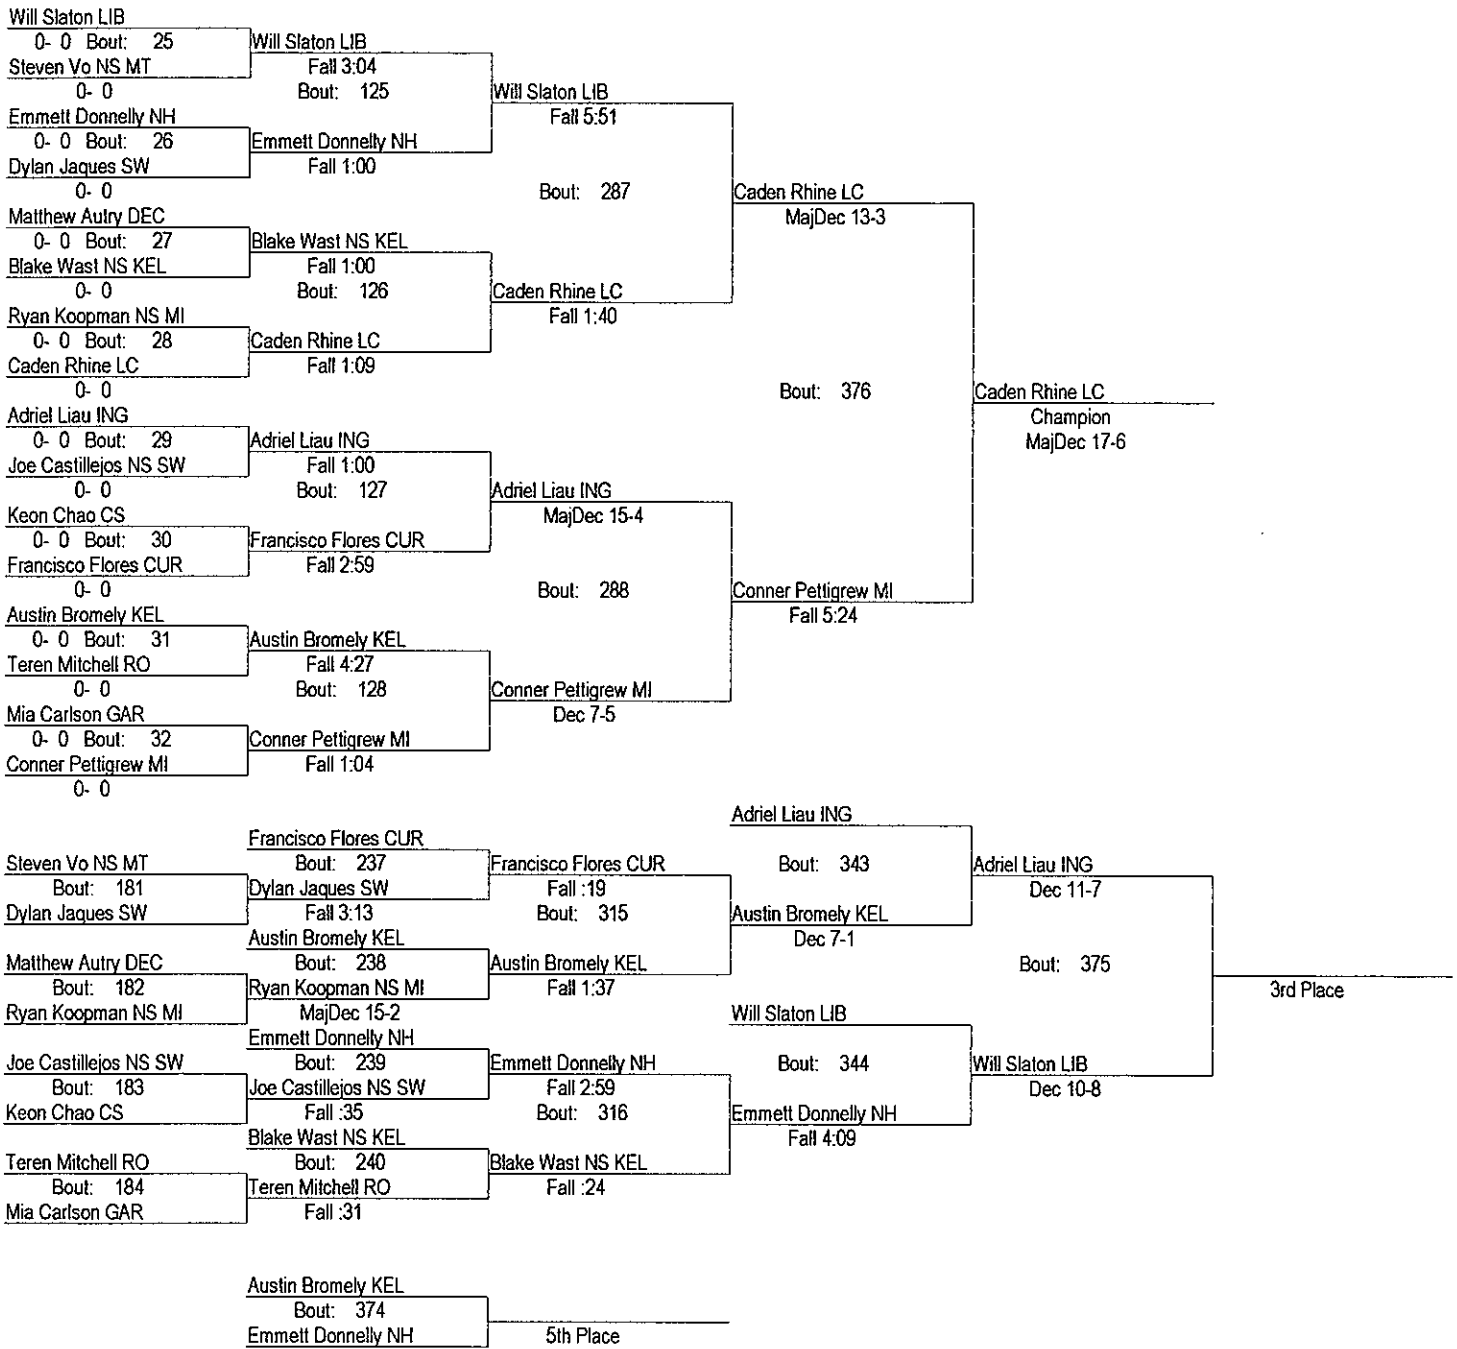 Will Slaton LIB
0- 0 Bout: 25
Will Slaton LIB
Steven Vo NS MT
Fall 3:04
0- 0
Bout: 125
Will Slaton LIB
Emmett Donnelly NH
Fall 5:51
0- 0 Bout: 26
Emmett Donnelly NH
Dylan Jaques SW
Fall 1:00
0- 0
Bout: 287
Caden Rhine LC
Matthew Autry DEC
MajDec 13-3
0- 0 Bout: 27
Blake Wast NS KEL
Blake Wast NS KEL
Fall 1:00
0- 0
Bout: 126
Caden Rhine LC
Ryan Koopman NS MI
Fall 1:40
0- 0 Bout: 28
Caden Rhine LC
Caden Rhine LC
Fall 1:09
0- 0
Bout: 376
Caden Rhine LC
Adriel Liau ING
Champion
0- 0 Bout: 29
Adriel Liau ING
MajDec 17-6
Joe Castillejos NS SW
Fall 1:00
0- 0
Bout: 127
Adriel Liau ING
Keon Chao CS
MajDec 15-4
0- 0 Bout: 30
Francisco Flores CUR
Francisco Flores CUR
Fall 2:59
0- 0
Bout: 288
Conner Pettigrew MI
Austin Bromely KEL
Fall 5:24
0- 0 Bout: 31
Austin Bromely KEL
Teren Mitchell RO
Fall 4:27
0- 0
Bout: 128
Conner Pettigrew MI
Mia Carlson GAR
Dec 7-5
0- 0 Bout: 32
Conner Pettigrew MI
Conner Pettigrew MI
Fall 1:04
0- 0
Adriel Liau ING
Francisco Flores CUR
Steven Vo NS MT
Bout: 237
Francisco Flores CUR
Bout: 343
Adriel Liau ING
Bout: 181
Dylan Jaques SW
Fall :19
Dec 11-7
Dylan Jaques SW
Fall 3:13
Bout: 315
Austin Bromely KEL
Austin Bromely KEL
Dec 7-1
Matthew Autry DEC
Bout: 238
Austin Bromely KEL
Bout: 375
Bout: 182
Ryan Koopman NS MI
Fall 1:37
3rd Place
Ryan Koopman NS MI
MajDec 15-2
Will Slaton LIB
Emmett Donnelly NH
Joe Castillejos NS SW
Bout: 239
Emmett Donnelly NH
Bout: 344
Will Slaton LIB
Bout: 183
Joe Castillejos NS SW
Fall 2:59
Dec 10-8
Keon Chao CS
Fall :35
Bout: 316
Emmett Donnelly NH
Blake Wast NS KEL
Fall 4:09
Teren Mitchell RO
Bout: 240
Blake Wast NS KEL
Bout: 184
Teren Mitchell RO
Fall :24
Mia Carlson GAR
Fall :31
Austin Bromely KEL
Bout: 374
Emmett Donnelly NH
5th Place